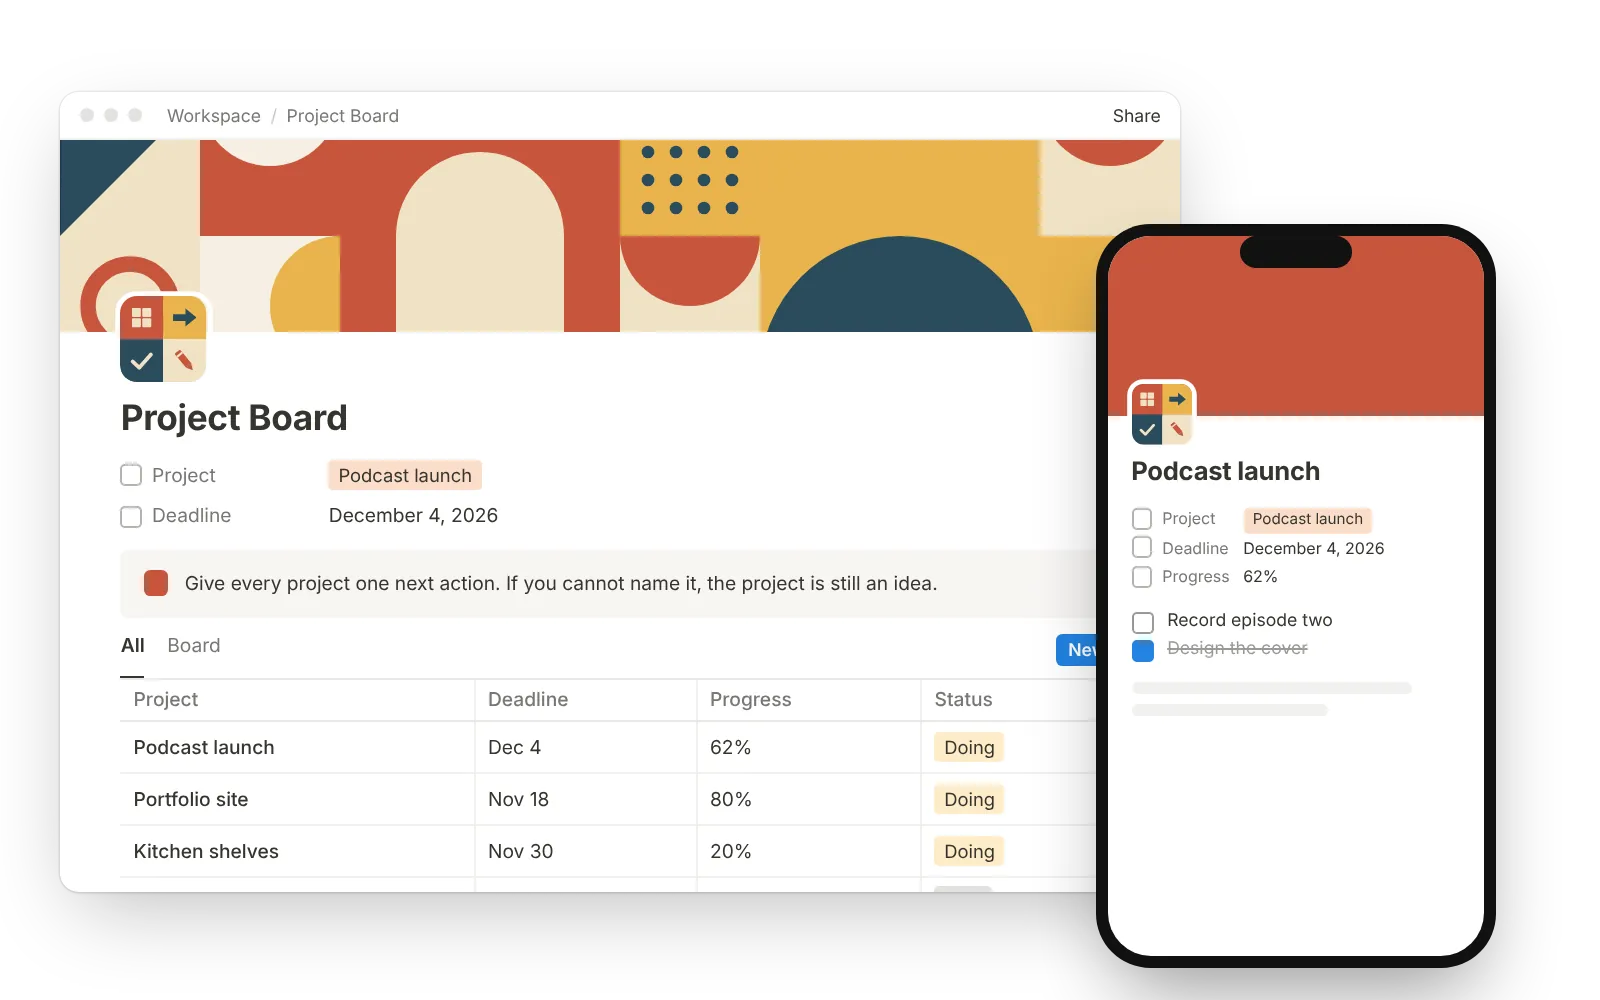 Workspace / Project Board
Share
Project Board
Project Podcast launch
Deadline December 4, 2026
Give every project one next action. If you cannot name it, the project is still an idea.
All Board
Project Deadline Progress Status
Podcast launch Dec 4 62% Doing
Portfolio site Nov 18 80% Doing
Kitchen shelves Nov 30 20% Doing
Podcast launch
Project Podcast launch
Deadline December 4, 2026
Progress 62%
Record episode two
Design the cover